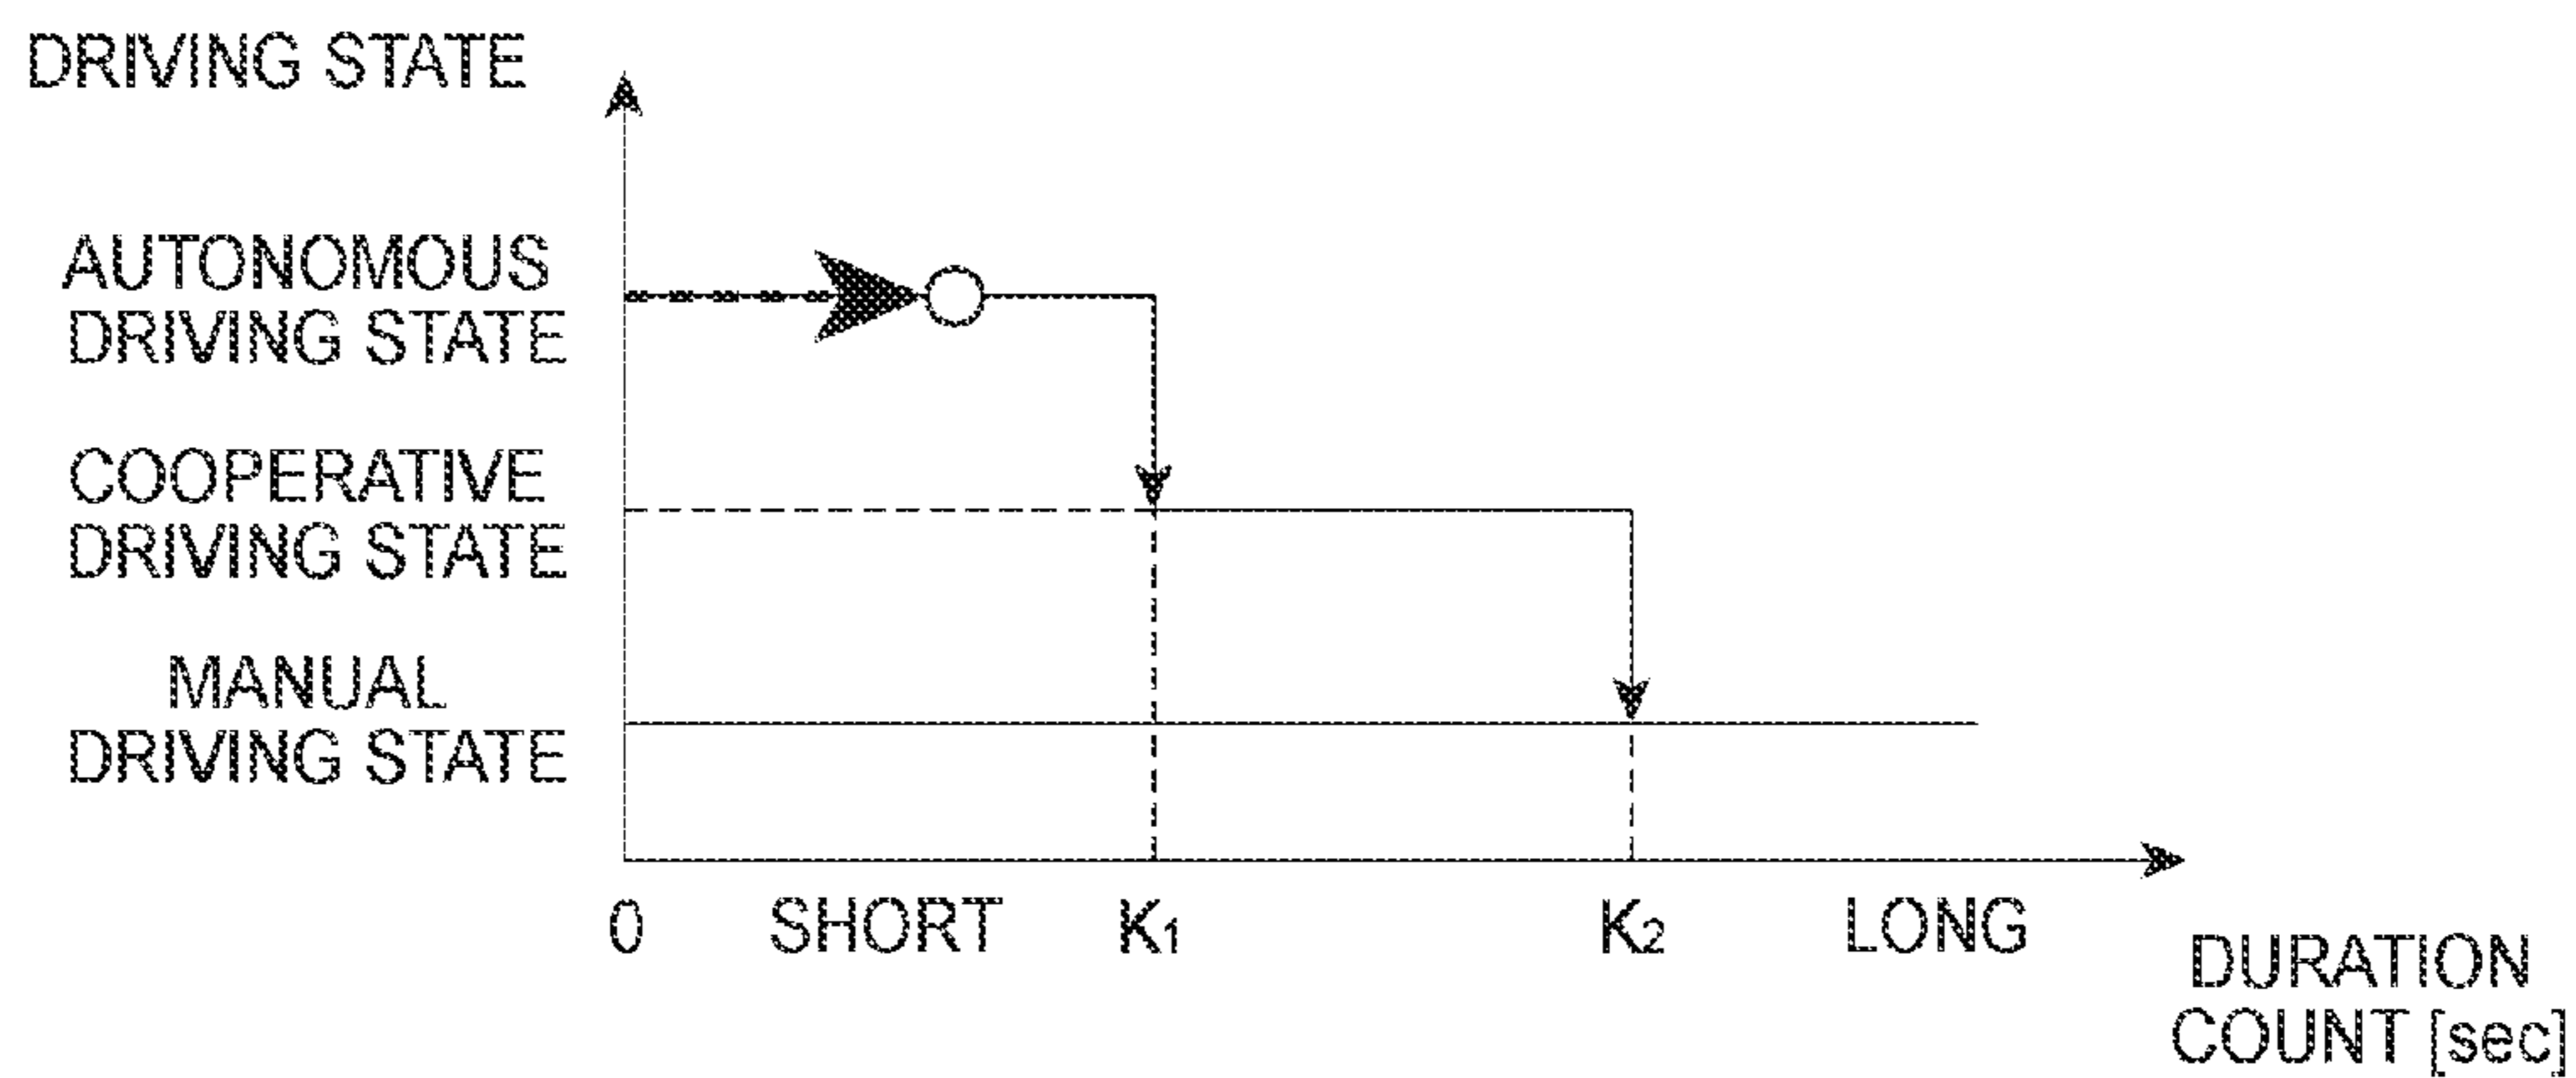 DRIVING STATE
AUTONOMOUS
DRIVING STATE
COOPERATIVE
DRIVING STATE
MANUAL
DRIVING STATE
0 SHORT K1 K2 LONG
DURATION
COUNT [sec]